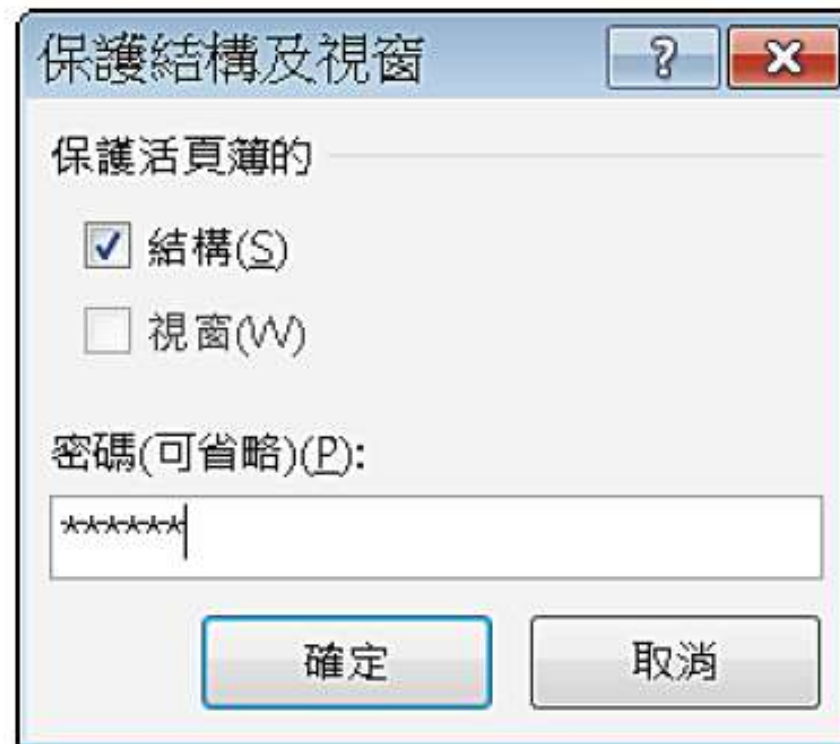 保護結構及視窗
保護活頁簿的
結構(S)
視窗(W)
密碼(可省略)(P):
******
確定
取消